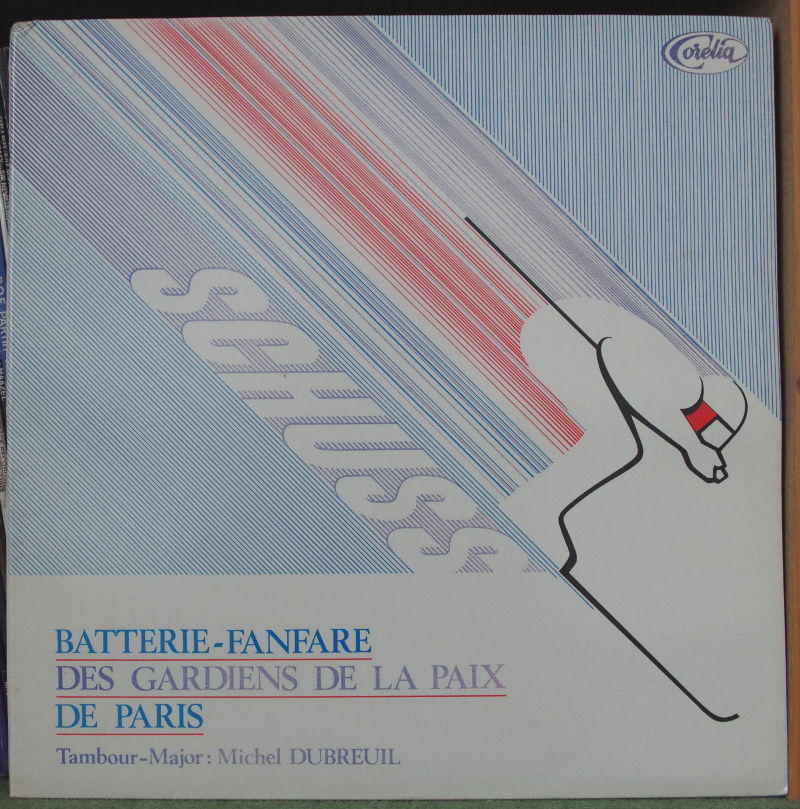 Corelia
SCHUSS
BATTERIE-FANFARE
DES GARDIENS DE LA PAIX
DE PARIS
Tambour-Major: Michel DUBREUIL